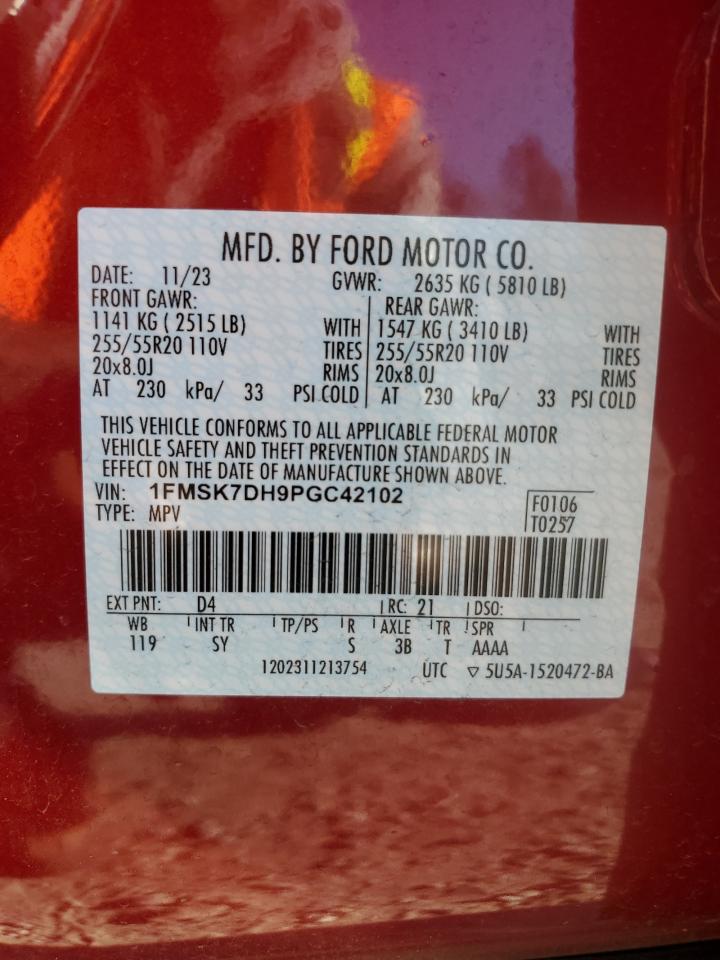 MFD. BY FORD MOTOR CO.
DATE: 11/23 GVWR: 2635 KG ( 5810 LB)
FRONT GAWR: REAR GAWR:
1141 KG ( 2515 LB) WITH 1547 KG ( 3410 LB) WITH
255/55R20 110V TIRES 255/55R20 110V TIRES
20x8.0J RIMS 20x8.0J RIMS
AT 230 kPa/ 33 PSI COLD AT 230 kPa/ 33 PSI COLD
THIS VEHICLE CONFORMS TO ALL APPLICABLE FEDERAL MOTOR
VEHICLE SAFETY AND THEFT PREVENTION STANDARDS IN
EFFECT ON THE DATE OF MANUFACTURE SHOWN ABOVE.
VIN: 1FMSK7DH9PGC42102 F0106
TYPE: MPV T0257
EXT PNT: D4 RC: 21 DSO:
WB INT TR TP/PS R AXLE TR SPR
119 SY S 3B T AAAA
1202311213754 UTC ▽ 5U5A-1520472-BA